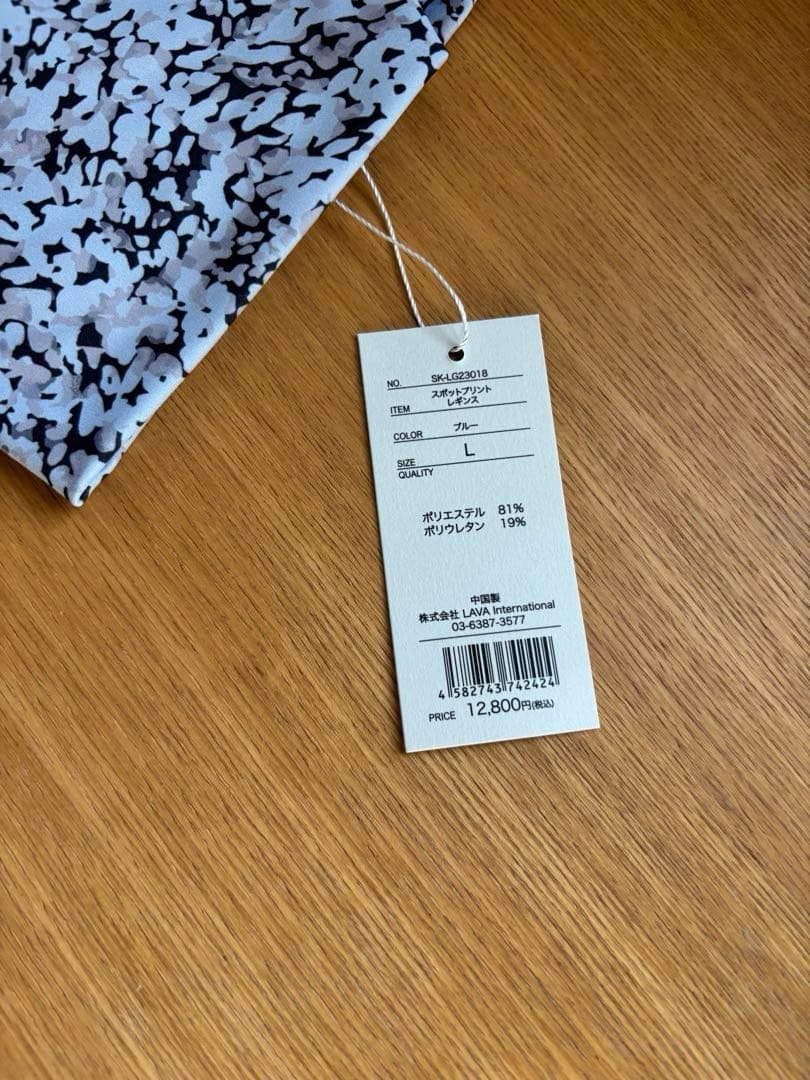 NO. SK-LG23018
ITEM スポットプリント
レギンス
COLOR ブルー
SIZE L
QUALITY
ポリエステル 81%
ポリウレタン 19%
中国製
株式会社 LAVA International
03-6387-3577
4 582743 742424
PRICE 12,800円(税込)